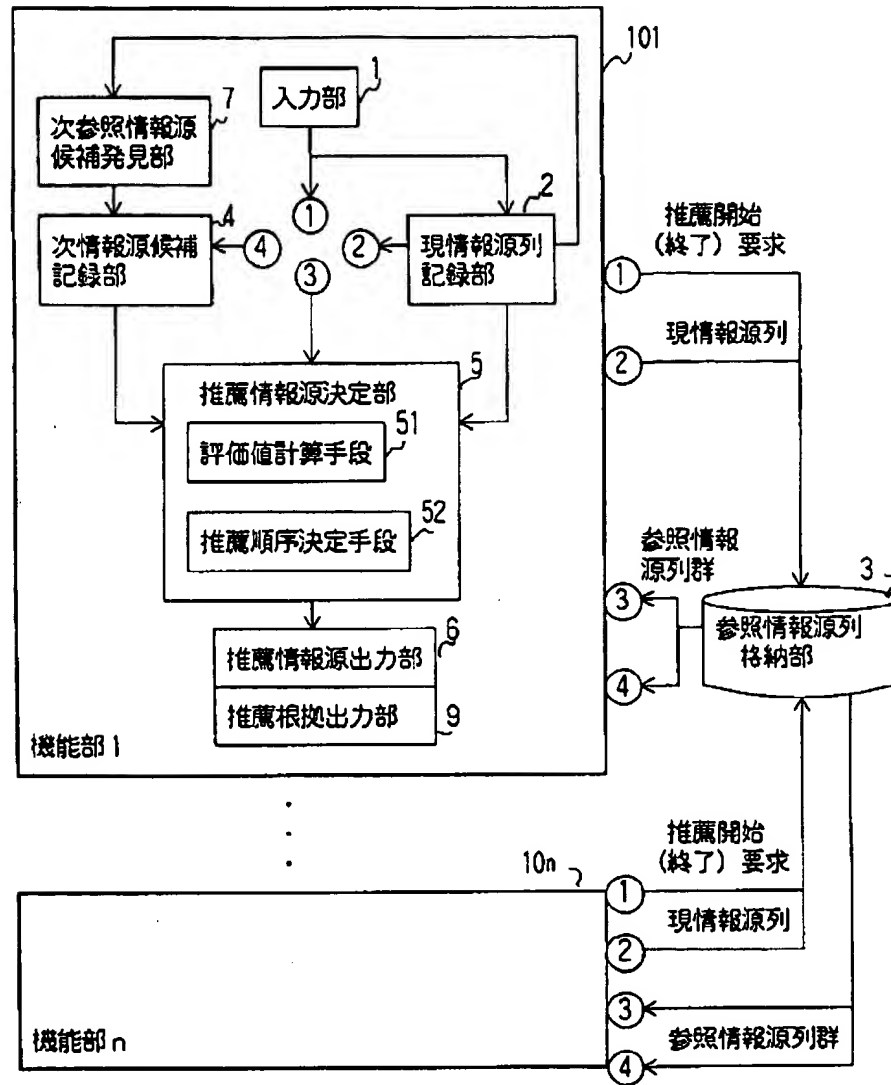 101
7
1
入力部
次参照情報源
候補発見部
2
4
①
次情報源候補
記録部
④
②
現情報源列
記録部
③
推薦開始
(終了)要求
①
現情報源列
②
5
推薦情報源決定部
51
評価値計算手段
52
推薦順序決定手段
参照情報
源列群
③
④
3
参照情報源列
格納部
6
推薦情報源出力部
推薦根拠出力部
9
機能部1
推薦開始
(終了)要求
10n
①
現情報源列
②
③
機能部n
参照情報源列群
④